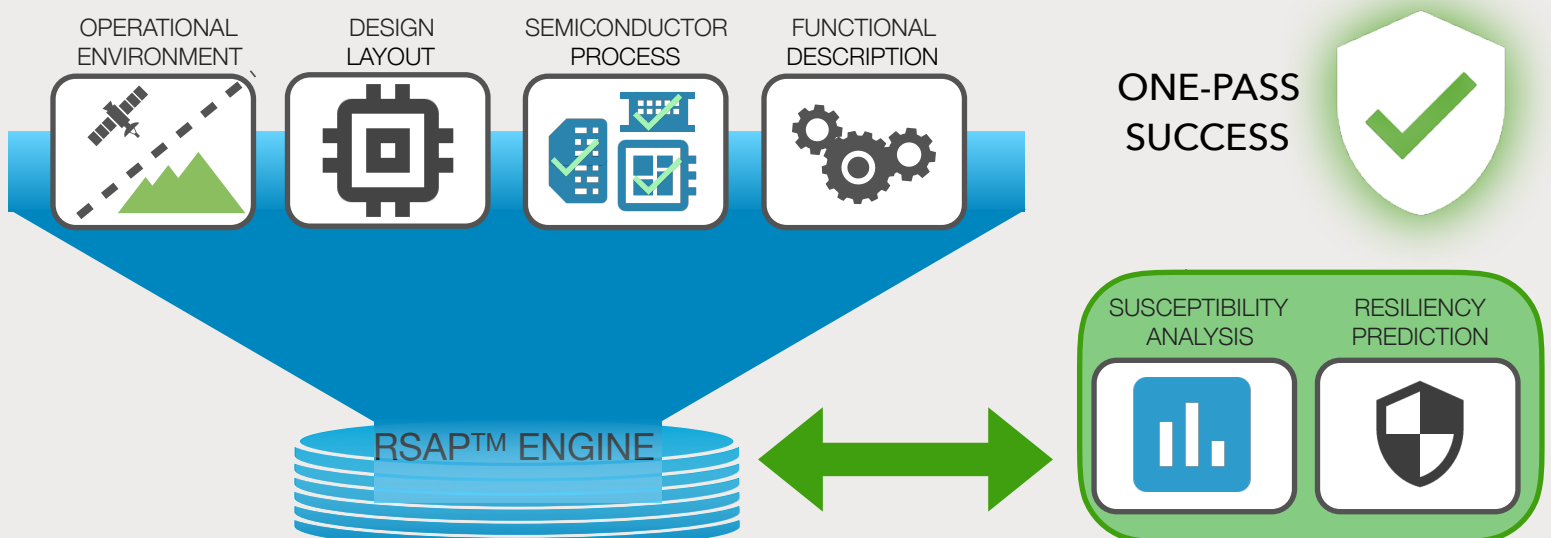 OPERATIONAL
ENVIRONMENT
DESIGN
LAYOUT
SEMICONDUCTOR
PROCESS
FUNCTIONAL
DESCRIPTION
ONE-PASS
SUCCESS
SUSCEPTIBILITY
ANALYSIS
RESILIENCY
PREDICTION
RSAP™ ENGINE